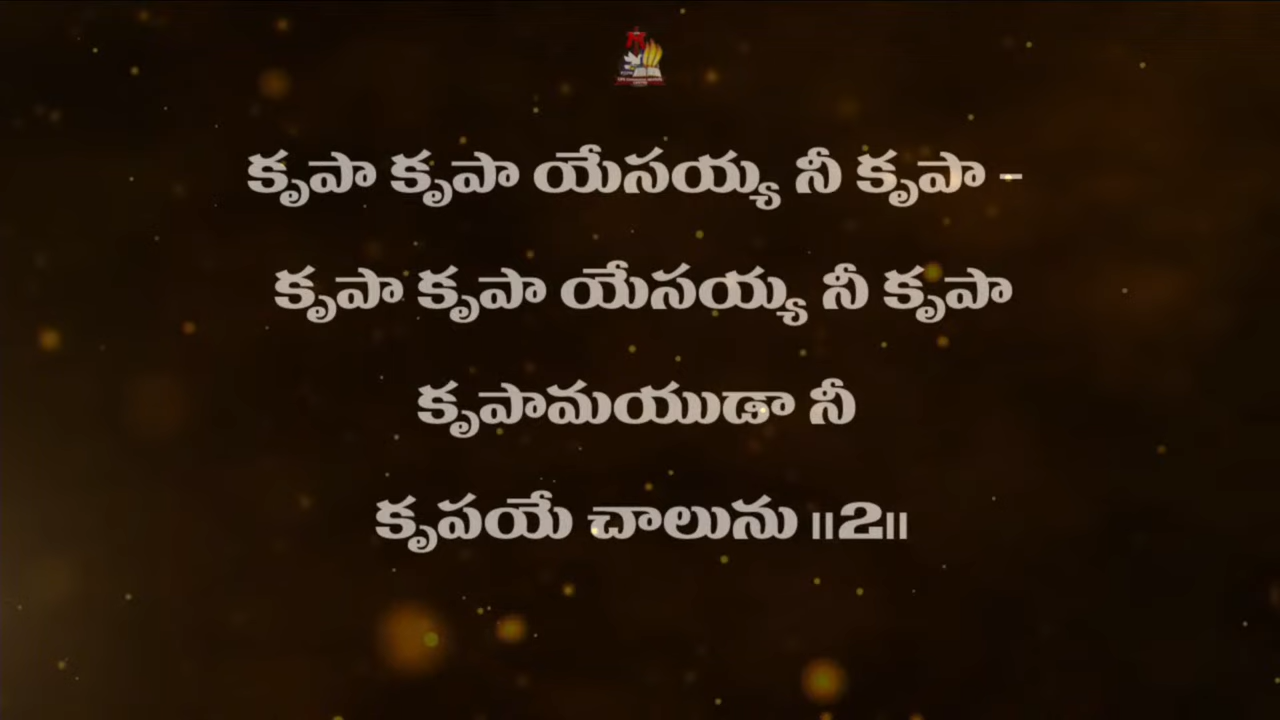 కృపా కృపా యేసయ్య నీ కృపా -
కృపా కృపా యేసయ్య నీ కృపా
కృపామయుడా నీ
కృపయే చాలును ||2||